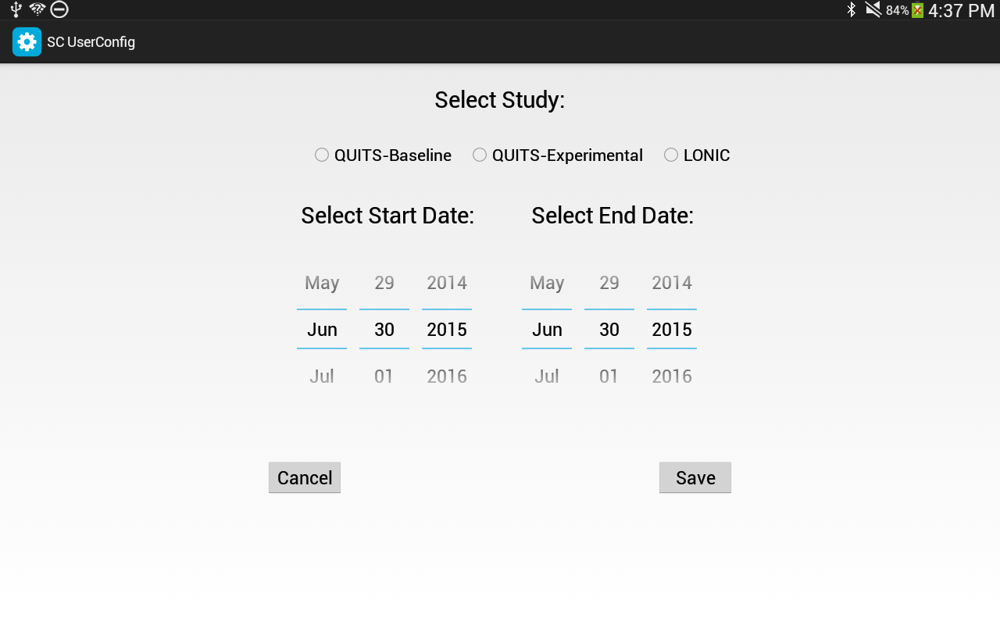 84% 4:37 PM
SC UserConfig
Select Study:
QUITS-Baseline QUITS-Experimental LONIC
Select Start Date: Select End Date:
May 29 2014 May 29 2014
Jun 30 2015 Jun 30 2015
Jul 01 2016 Jul 01 2016
Cancel Save